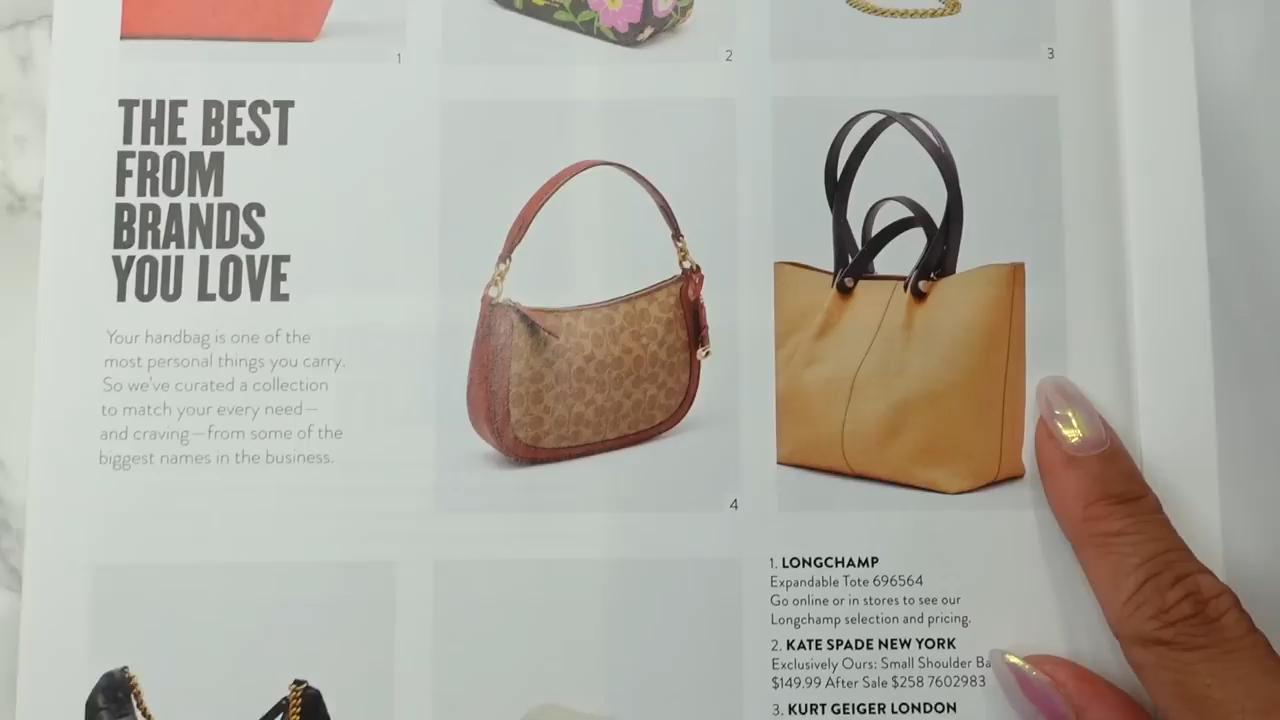 1
2
3
THE BEST
FROM
BRANDS
YOU LOVE
Your handbag is one of the
most personal things you carry.
So we've curated a collection
to match your every need—
and craving—from some of the
biggest names in the business.
4
1. LONGCHAMP
Expandable Tote 696564
Go online or in stores to see our
Longchamp selection and pricing.
2. KATE SPADE NEW YORK
Exclusively Ours: Small Shoulder Ba
$149.99 After Sale $258 7602983
3. KURT GEIGER LONDON